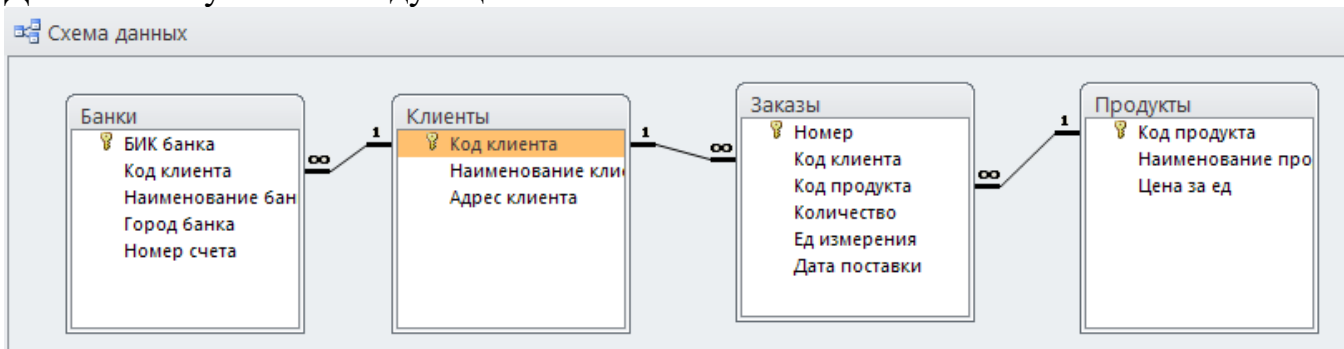 Схема данных
Банки
БИК банка
Код клиента
Наименование бан
Город банка
Номер счета
∞
1
Клиенты
Код клиента
Наименование кли
Адрес клиента
1
∞
Заказы
Номер
Код клиента
Код продукта
Количество
Ед измерения
Дата поставки
∞
1
Продукты
Код продукта
Наименование про
Цена за ед